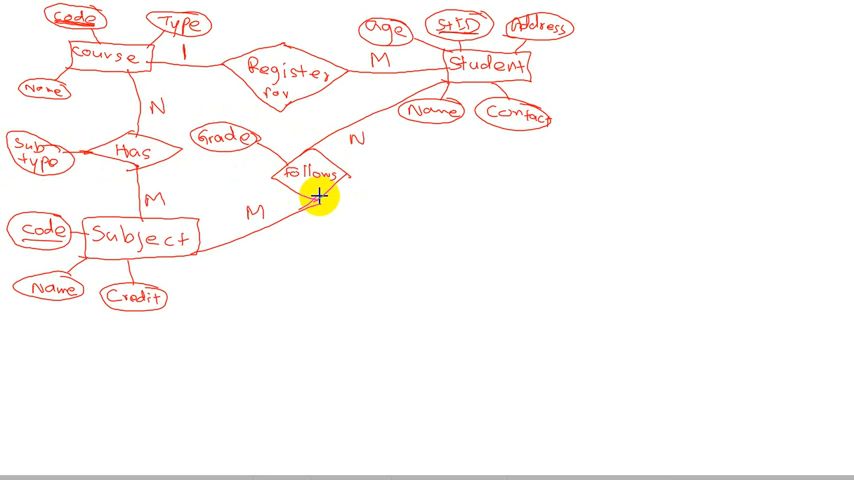 code
Type
age
StID
Address
course
1
Register
for
M
Student
Name
N
Name
Contact
Grade
N
Sub
type
Has
Follows
M
M
code
Subject
Name
Credit